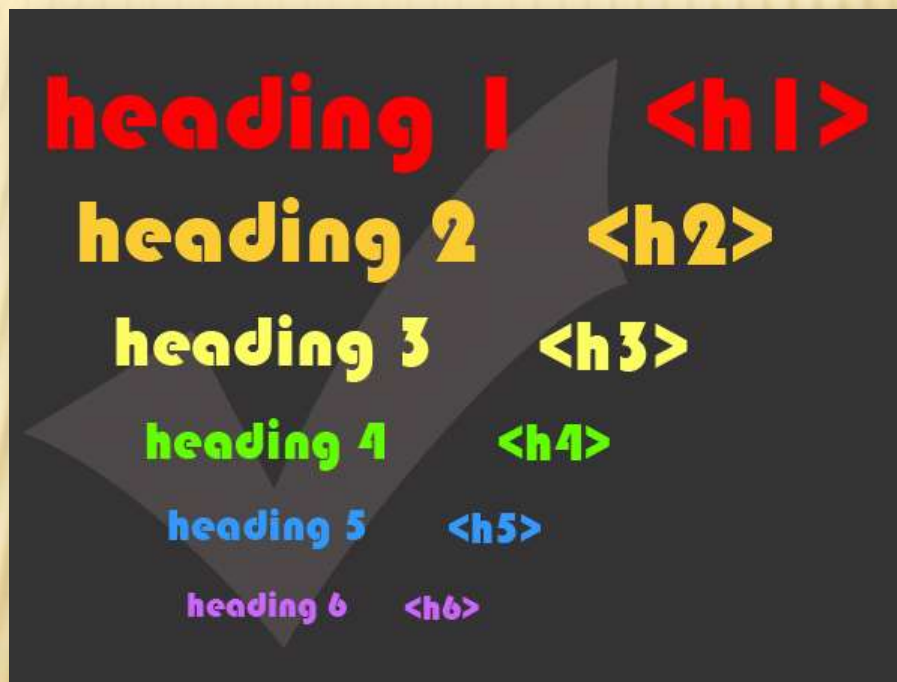 heading 1 <h1>
heading 2 <h2>
heading 3 <h3>
heading 4 <h4>
heading 5 <h5>
heading 6 <h6>